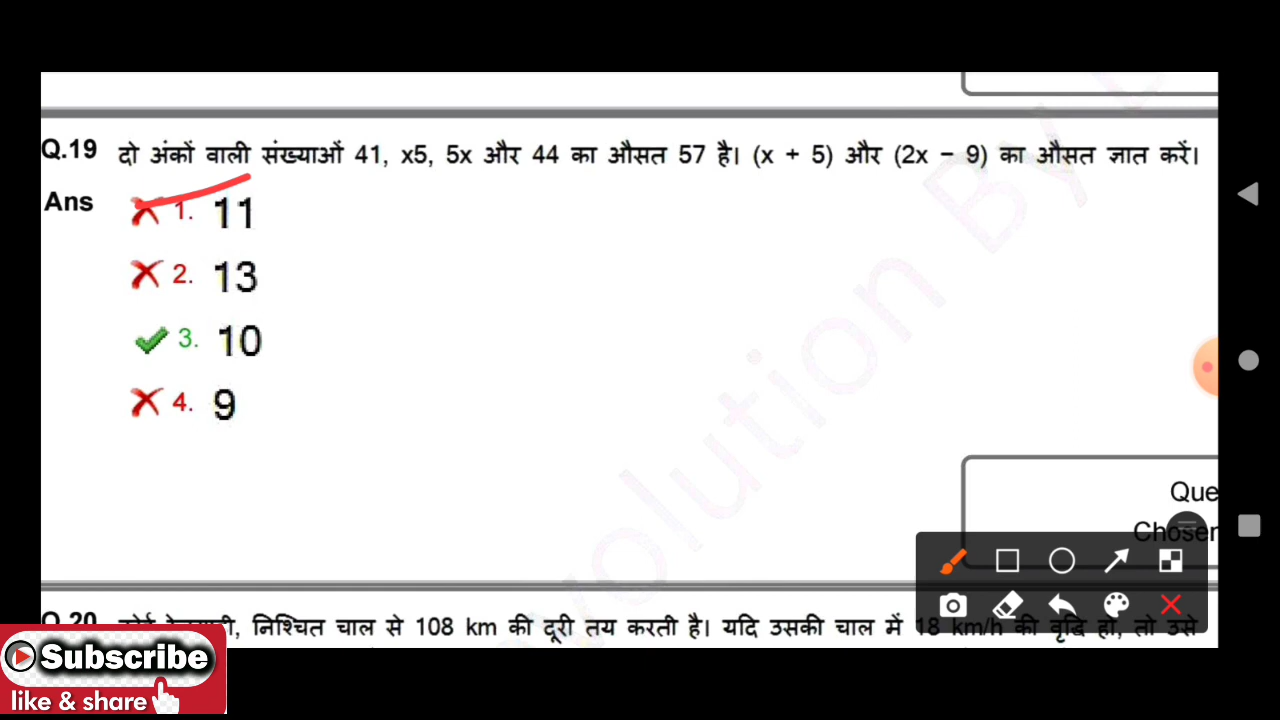 Q.19 दो अंकों वाली संख्याओं 41, x5, 5x और 44 का औसत 57 है। (x + 5) और (2x − 9) का औसत ज्ञात करें।
Ans 1. 11
2. 13
3. 10
4. 9
Que
Chosen
Q.20 कोई रेलगाड़ी, निश्चित चाल से 108 km की दूरी तय करती है। यदि उसकी चाल में 18 km/h की वृद्धि हो, तो उसे
Subscribe
like & share